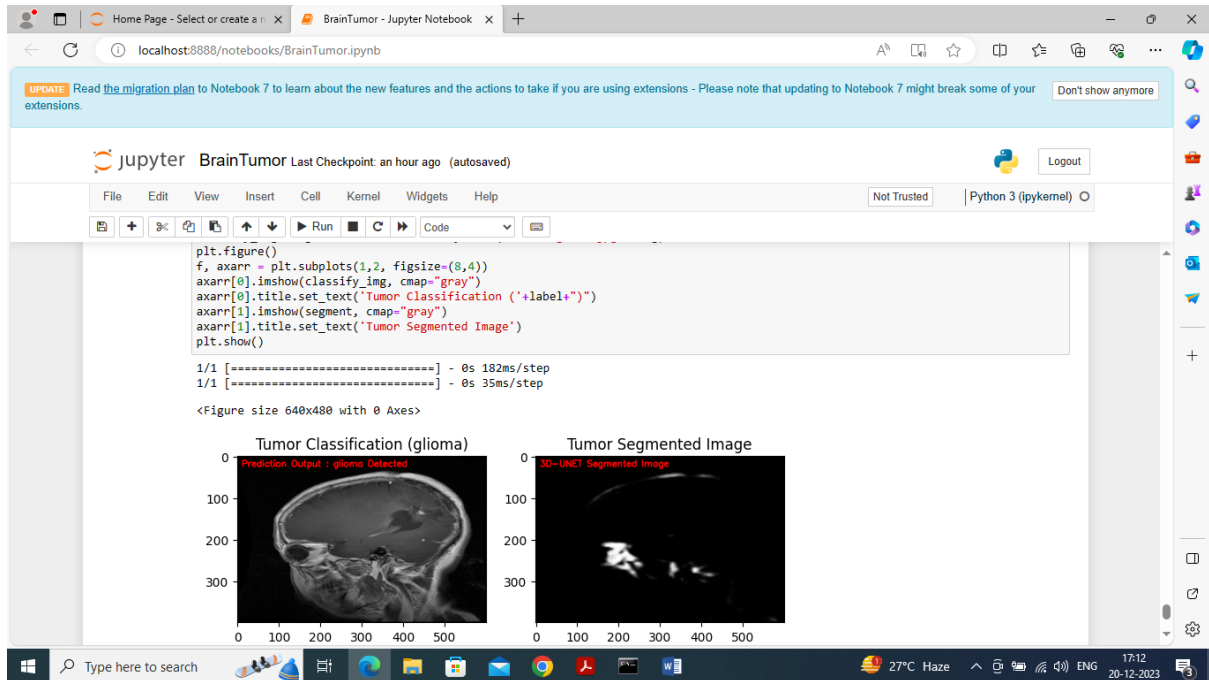 Home Page - Select or create a n
BrainTumor - Jupyter Notebook
localhost:8888/notebooks/BrainTumor.ipynb
UPDATE Read the migration plan to Notebook 7 to learn about the new features and the actions to take if you are using extensions - Please note that updating to Notebook 7 might break some of your
extensions.
Don't show anymore
jupyter BrainTumor Last Checkpoint: an hour ago (autosaved)
Logout
File Edit View Insert Cell Kernel Widgets Help
Not Trusted
Python 3 (ipykernel)
Run
Code
plt.figure()
f, axarr = plt.subplots(1,2, figsize=(8,4))
axarr[0].imshow(classify_img, cmap="gray")
axarr[0].title.set_text('Tumor Classification ('+label+")")
axarr[1].imshow(segment, cmap="gray")
axarr[1].title.set_text('Tumor Segmented Image')
plt.show()
1/1 [==============================] - 0s 182ms/step
1/1 [==============================] - 0s 35ms/step
<Figure size 640x480 with 0 Axes>
Tumor Classification (glioma)
Prediction Output : glioma Detected
0
100
200
300
0 100 200 300 400 500
Tumor Segmented Image
3D-UNET Segmented Image
0
100
200
300
0 100 200 300 400 500
Type here to search
27°C Haze
ENG
17:12
20-12-2023
3